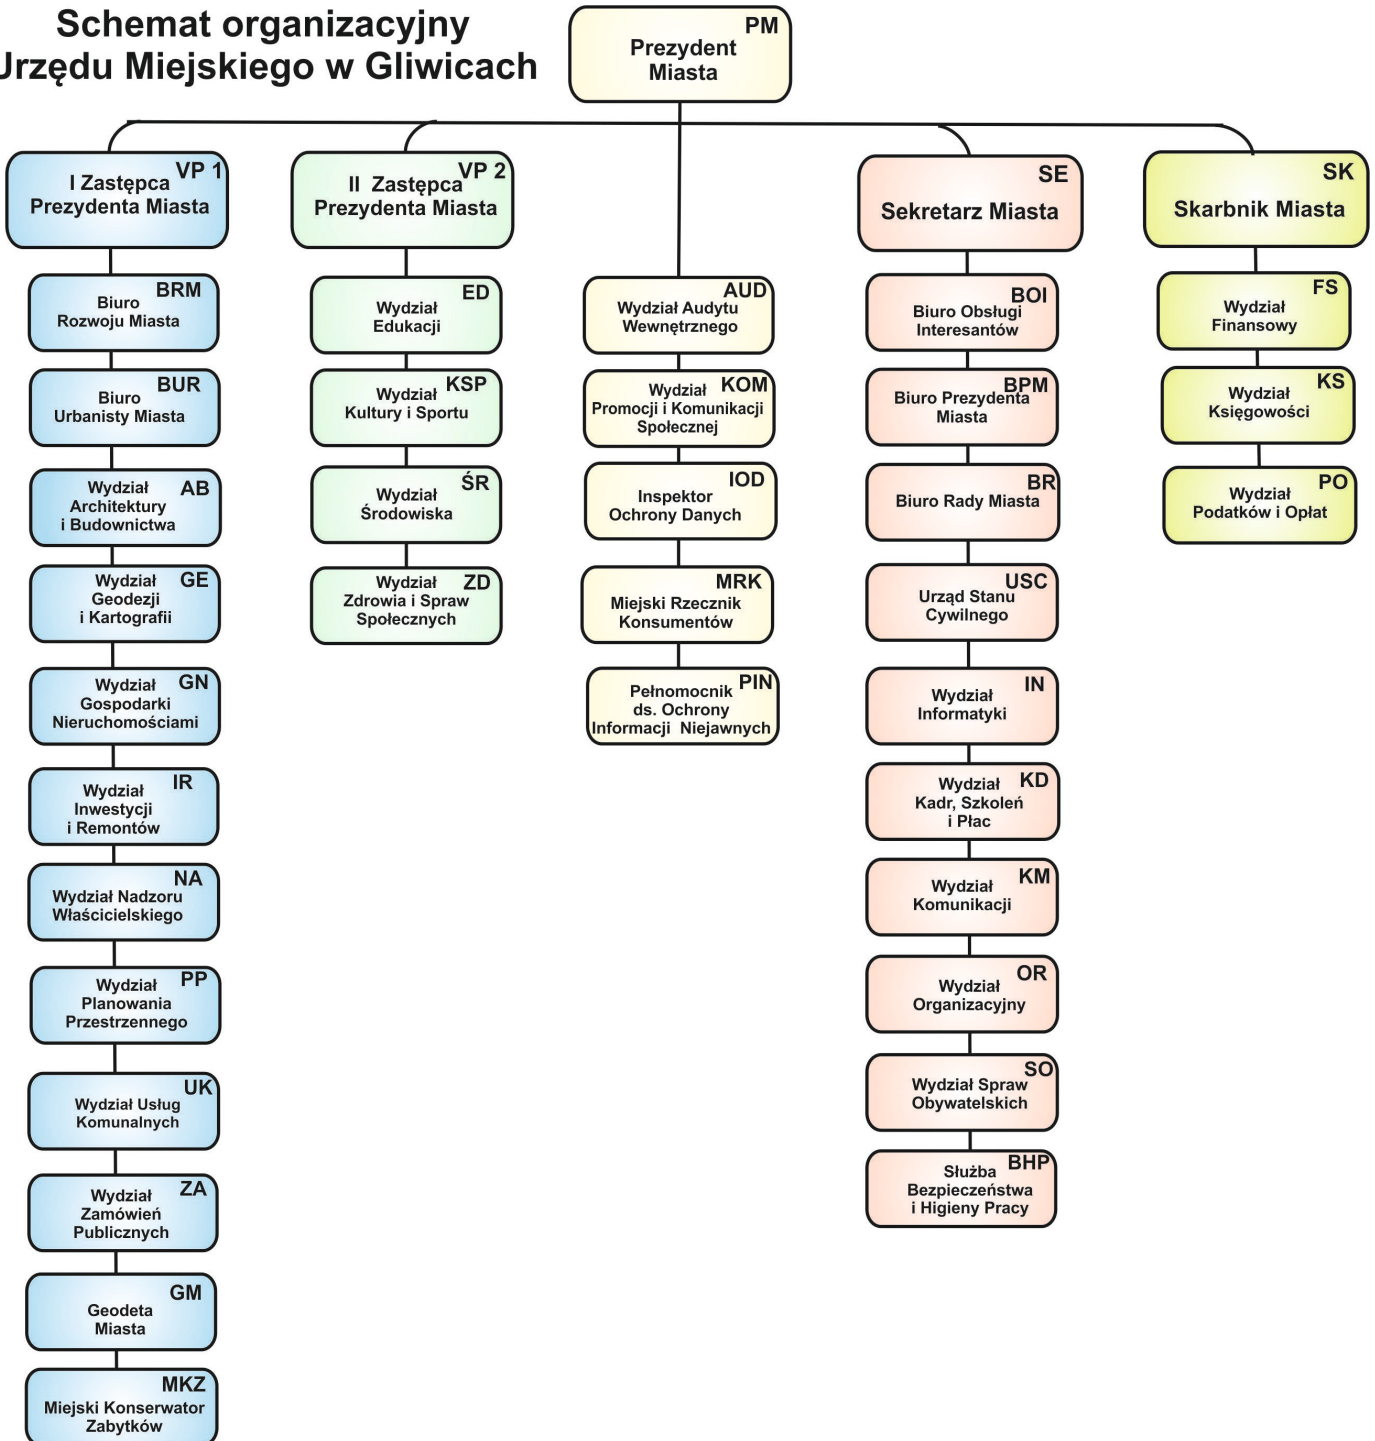 Schemat organizacyjny
Urzędu Miejskiego w Gliwicach
PM
Prezydent
Miasta
VP 1
I Zastępca
Prezydenta Miasta
BRM
Biuro
Rozwoju Miasta
BUR
Biuro
Urbanisty Miasta
AB
Wydział
Architektury
i Budownictwa
GE
Wydział
Geodezji
i Kartografii
GN
Wydział
Gospodarki
Nieruchomościami
IR
Wydział
Inwestycji
i Remontów
NA
Wydział Nadzoru
Właścicielskiego
PP
Wydział
Planowania
Przestrzennego
UK
Wydział Usług
Komunalnych
ZA
Wydział
Zamówień
Publicznych
GM
Geodeta
Miasta
MKZ
Miejski Konserwator
Zabytków
VP 2
II Zastępca
Prezydenta Miasta
ED
Wydział
Edukacji
KSP
Wydział
Kultury i Sportu
ŚR
Wydział
Środowiska
ZD
Wydział
Zdrowia i Spraw
Społecznych
AUD
Wydział Audytu
Wewnętrznego
KOM
Wydział
Promocji i Komunikacji
Społecznej
IOD
Inspektor
Ochrony Danych
MRK
Miejski Rzecznik
Konsumentów
PIN
Pełnomocnik
ds. Ochrony
Informacji Niejawnych
SE
Sekretarz Miasta
BOI
Biuro Obsługi
Interesantów
BPM
Biuro Prezydenta
Miasta
BR
Biuro Rady Miasta
USC
Urząd Stanu
Cywilnego
IN
Wydział
Informatyki
KD
Wydział
Kadr, Szkoleń
i Płac
KM
Wydział
Komunikacji
OR
Wydział
Organizacyjny
SO
Wydział Spraw
Obywatelskich
BHP
Służba
Bezpieczeństwa
i Higieny Pracy
SK
Skarbnik Miasta
FS
Wydział
Finansowy
KS
Wydział
Księgowości
PO
Wydział
Podatków i Opłat